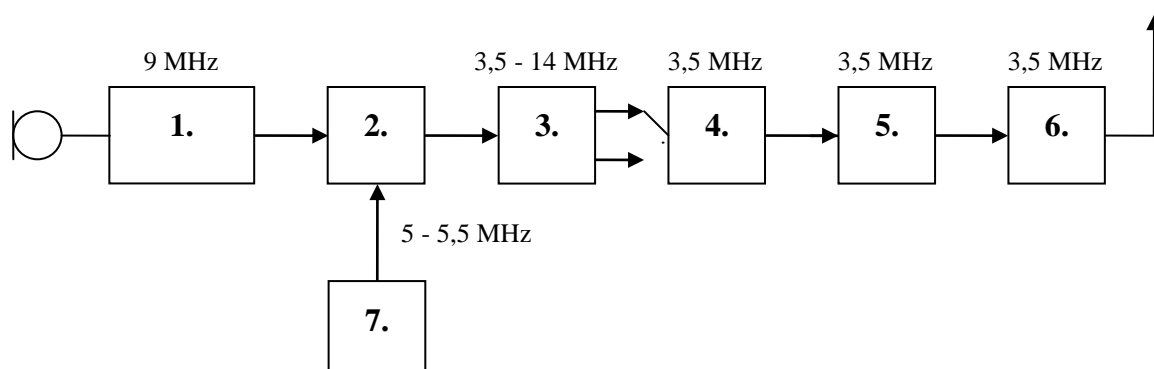 9 MHz
3,5 - 14 MHz
3,5 MHz
3,5 MHz
3,5 MHz
1.
2.
3.
4.
5.
6.
5 - 5,5 MHz
7.